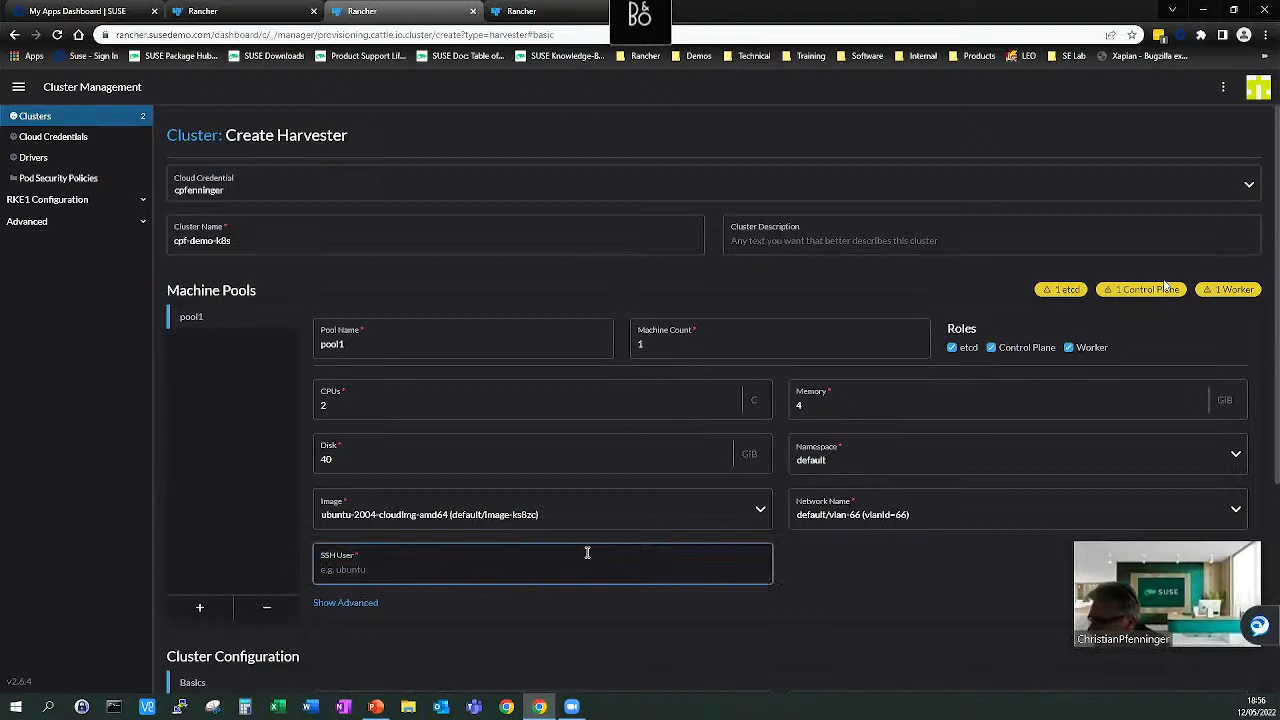 My Apps Dashboard | SUSE
Rancher
Rancher
Rancher
B&O
rancher.susedemo.com/dashboard/c/_/manager/provisioning.cattle.io.cluster/create?type=harvester#basic
Apps
Suse - Sign In
SUSE Package Hub...
SUSE Downloads
Product Support Lif...
SUSE Doc Table of...
SUSE Knowledge-B...
Rancher
Demos
Technical
Training
Software
Internal
Products
LEO
SE Lab
Xapian - Bugzilla ex...
Cluster Management
Clusters 2
Cloud Credentials
Drivers
Pod Security Policies
RKE1 Configuration
Advanced
v2.6.4
Cluster: Create Harvester
Cloud Credential
cpfenninger
Cluster Name *
cpf-demo-k8s
Cluster Description
Any text you want that better describes this cluster
Machine Pools
1 etcd
1 Control Plane
1 Worker
pool1
Pool Name *
pool1
Machine Count *
1
Roles
etcd Control Plane Worker
CPUs *
2
C
Memory *
4
GIB
Disk *
40
GIB
Namespace *
default
Image *
ubuntu-2004-cloudimg-amd64 (default/image-ks8zc)
Network Name *
default/vlan-66 (vlanId=66)
SSH User *
e.g. ubuntu
+ −
Show Advanced
Cluster Configuration
Basics
SUSE
ChristianPfenninger
18:56
12/05/2022